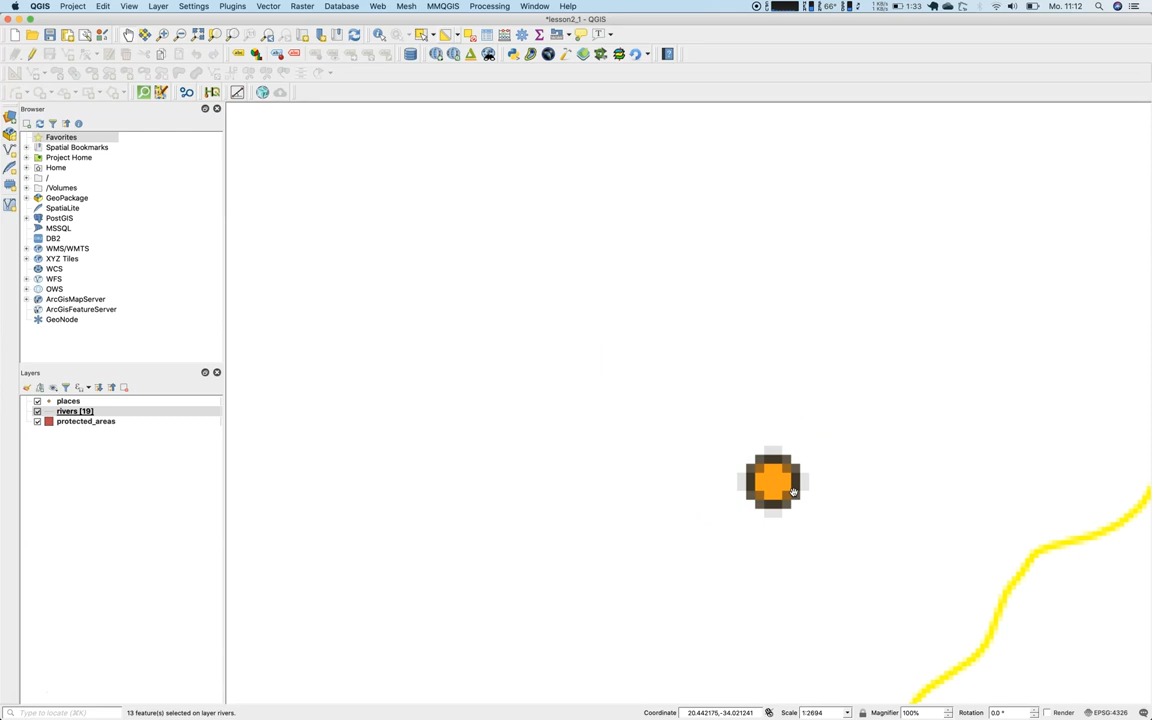 QGIS Project Edit View Layer Settings Plugins Vector Raster Database Web Mesh MMQGIS Processing Window Help 66° 1:33 Mo. 11:12
*lesson2_1 - QGIS
Browser
Favorites
Spatial Bookmarks
Project Home
Home
/
/Volumes
GeoPackage
SpatiaLite
PostGIS
MSSQL
DB2
WMS/WMTS
XYZ Tiles
WCS
WFS
OWS
ArcGisMapServer
ArcGisFeatureServer
GeoNode
Layers
places
rivers [19]
protected_areas
Type to locate (⌘K) 13 feature(s) selected on layer rivers. Coordinate 20.442175,-34.021241 Scale 1:2694 Magnifier 100% Rotation 0.0 ° Render EPSG:4326